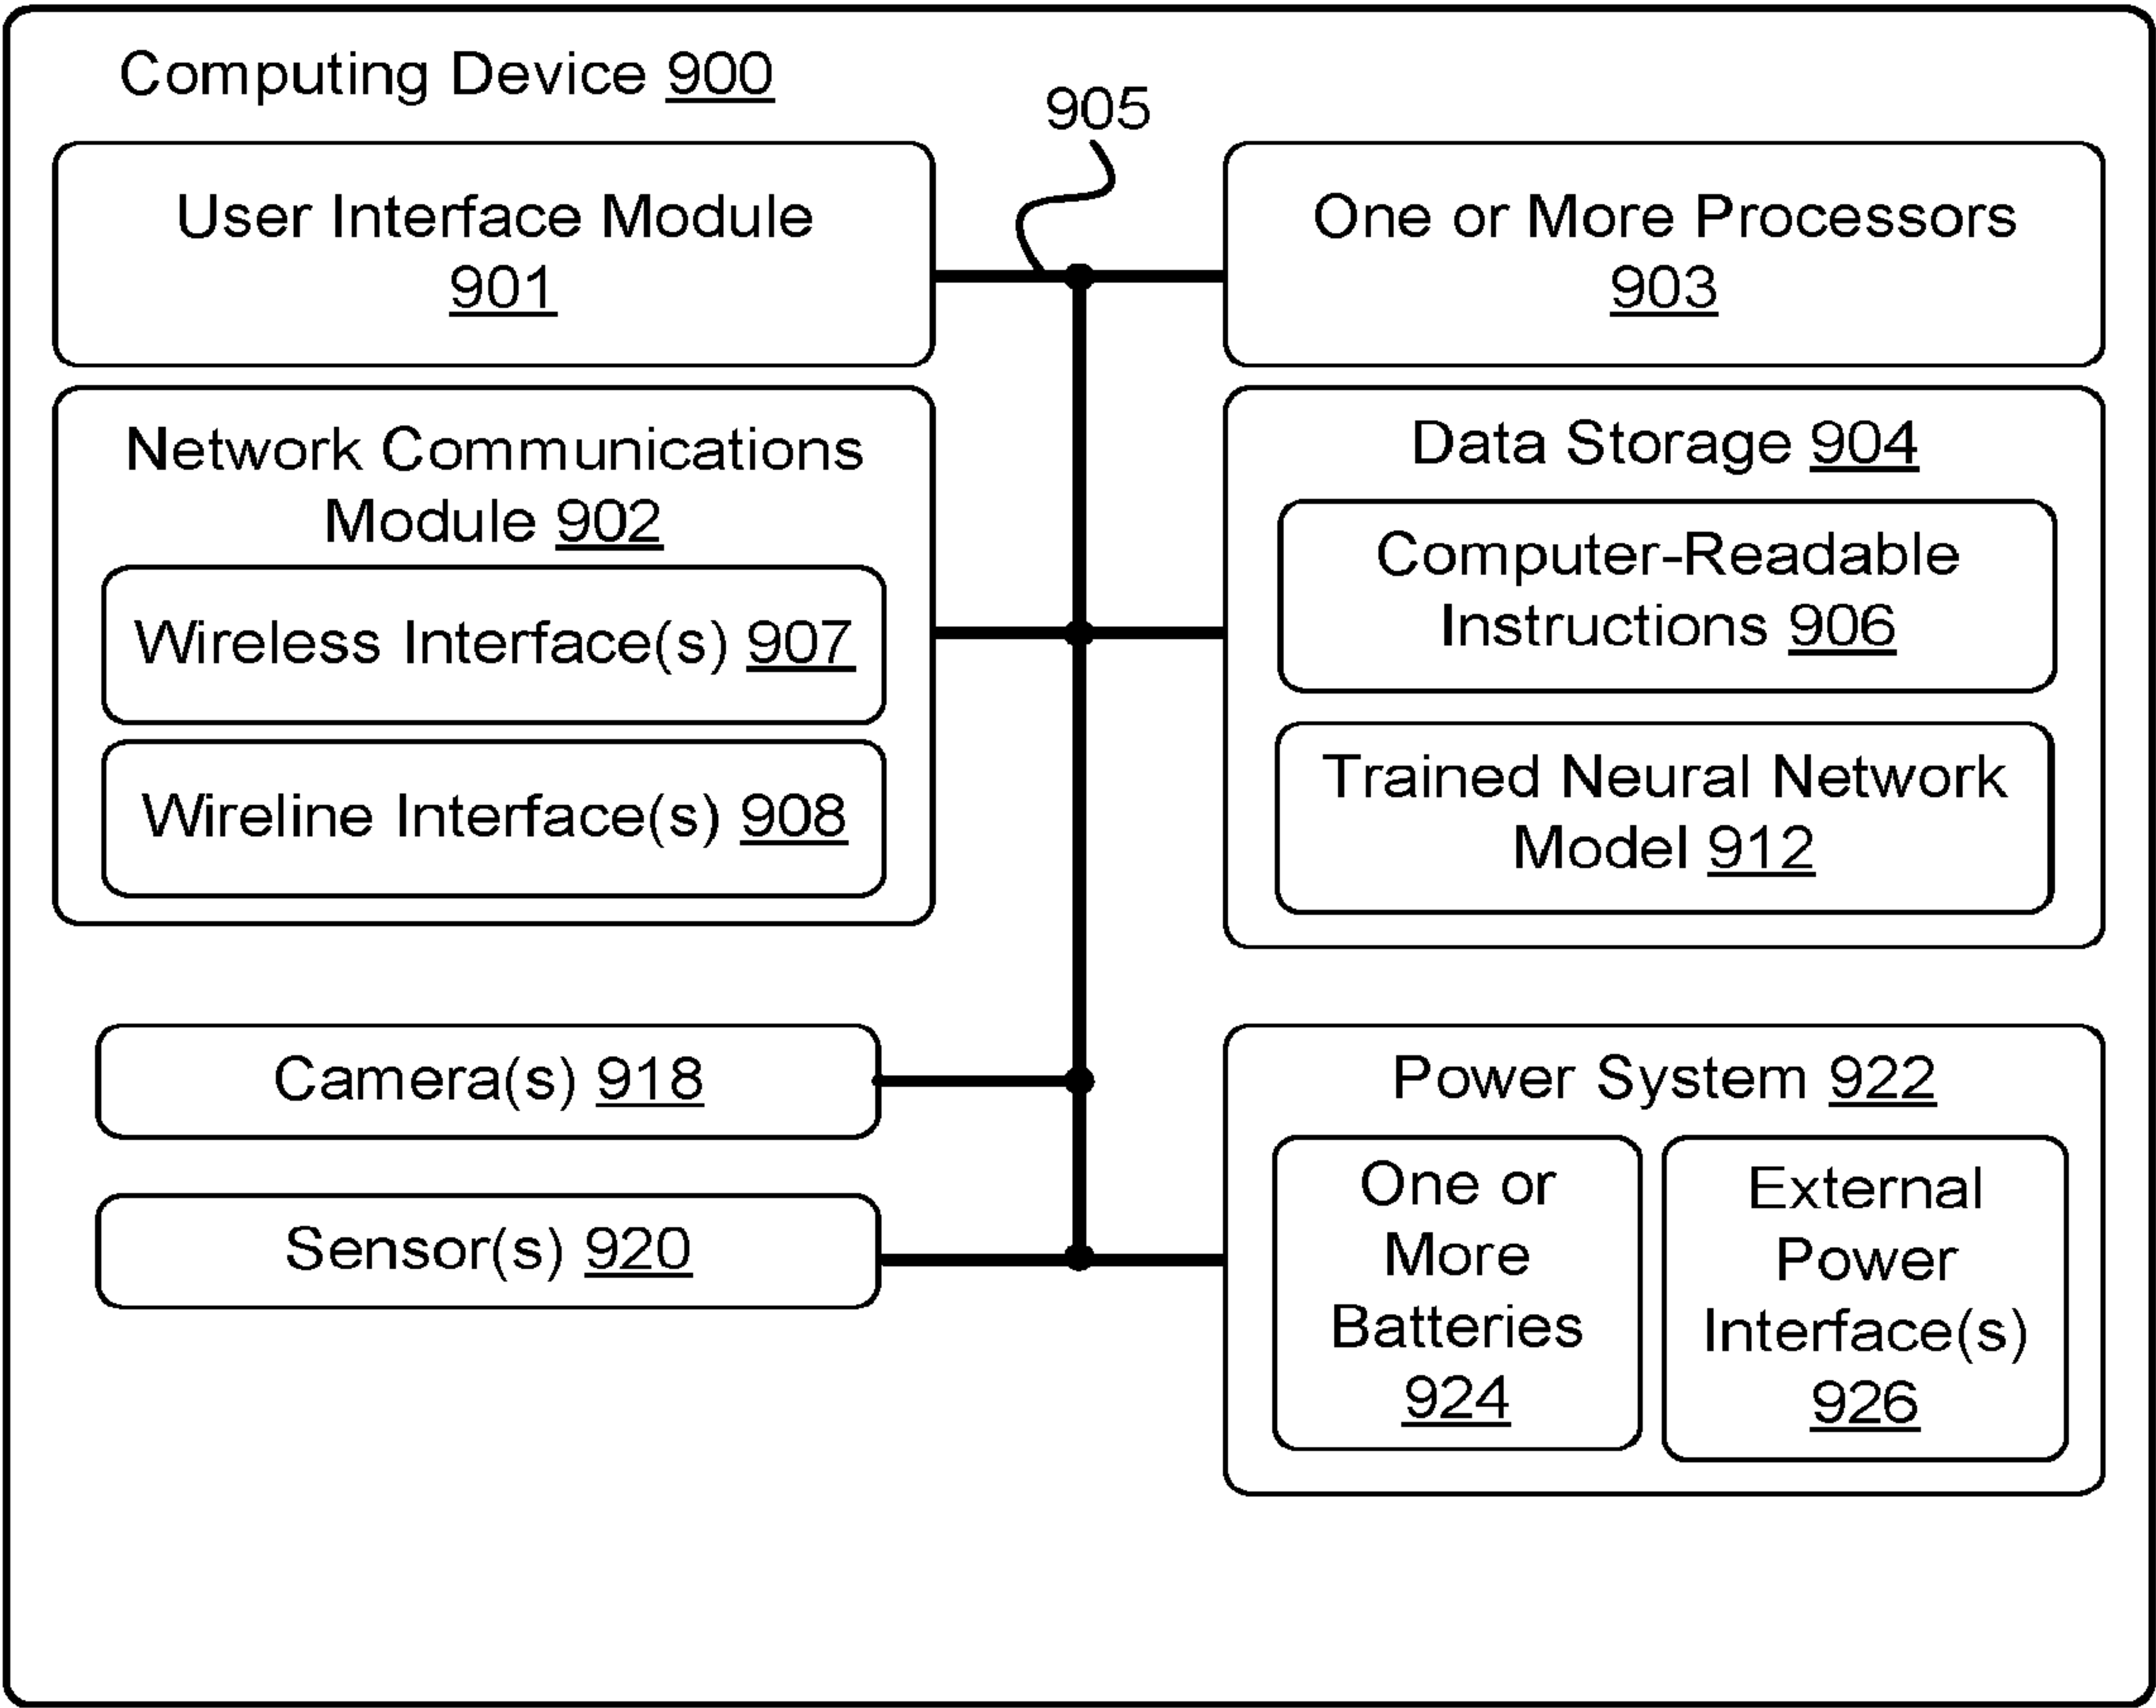 Computing Device 900
905
User Interface Module
901
One or More Processors
903
Network Communications
Module 902
Wireless Interface(s) 907
Wireline Interface(s) 908
Data Storage 904
Computer-Readable
Instructions 906
Trained Neural Network
Model 912
Camera(s) 918
Sensor(s) 920
Power System 922
One or
More
Batteries
924
External
Power
Interface(s)
926